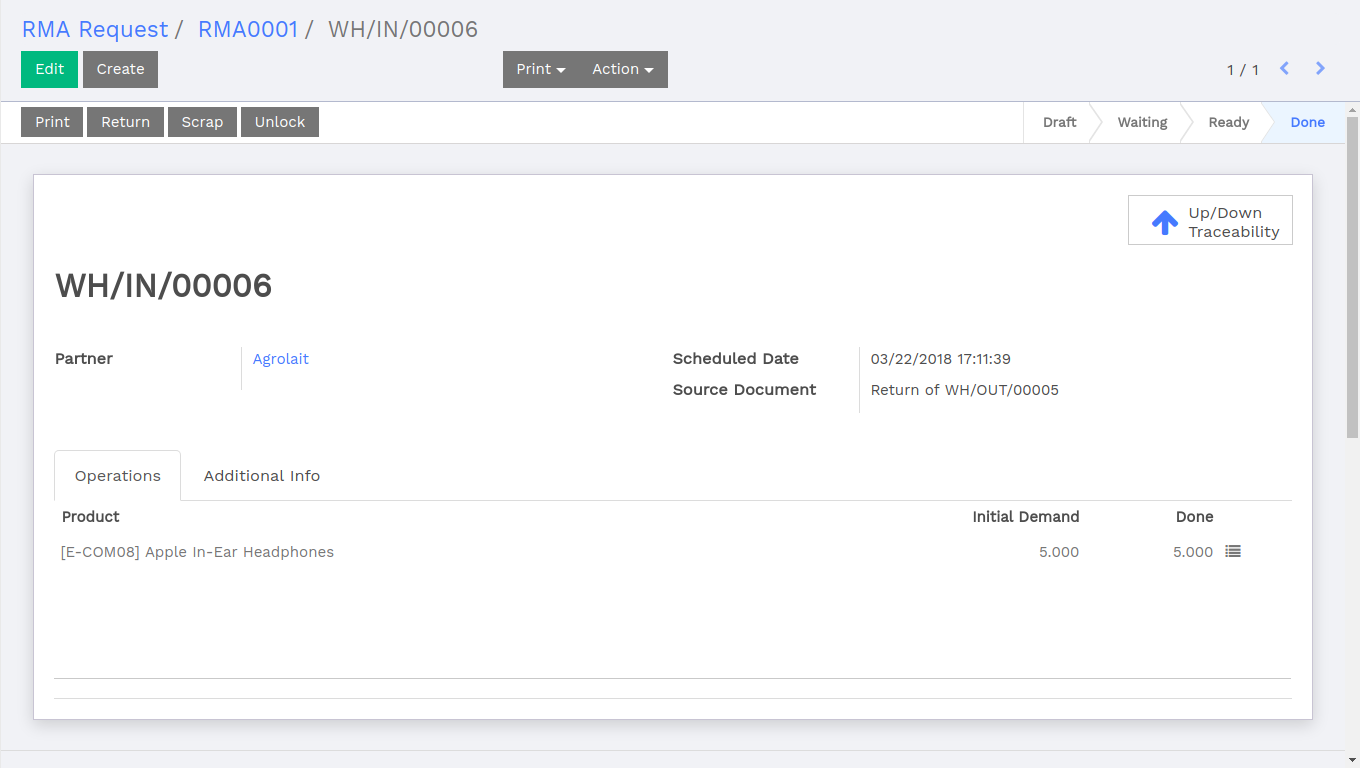 RMA Request / RMA0001 / WH/IN/00006
Edit Create Print Action 1 / 1
Print Return Scrap Unlock Draft Waiting Ready Done
Up/Down
Traceability
WH/IN/00006
Partner Agrolait Scheduled Date 03/22/2018 17:11:39
Source Document Return of WH/OUT/00005
Operations Additional Info
Product Initial Demand Done
[E-COM08] Apple In-Ear Headphones 5.000 5.000